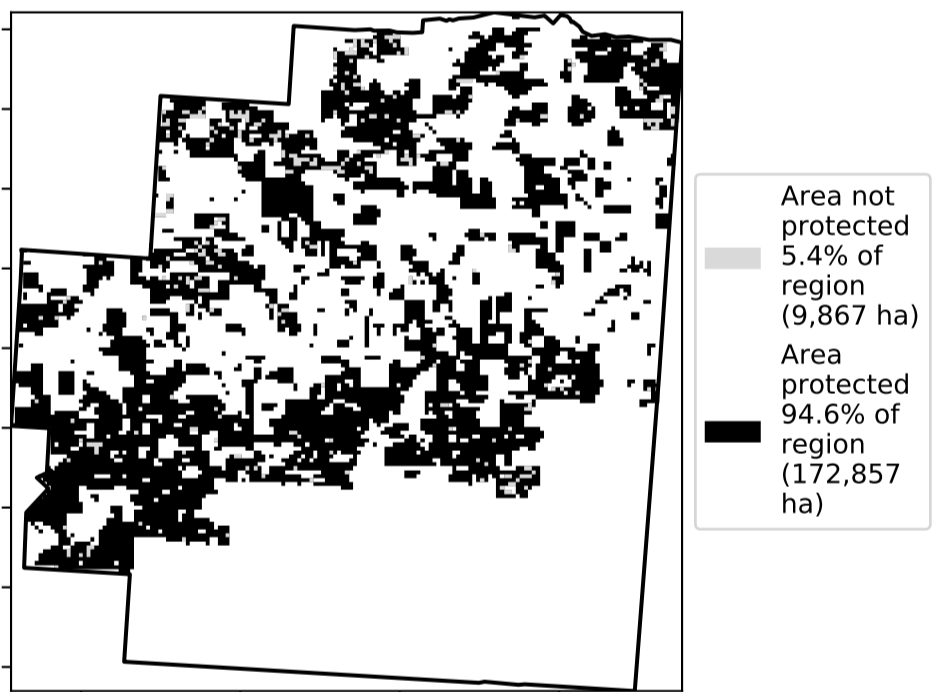 Area not
protected
5.4% of
region
(9,867 ha)
Area
protected
94.6% of
region
(172,857
ha)